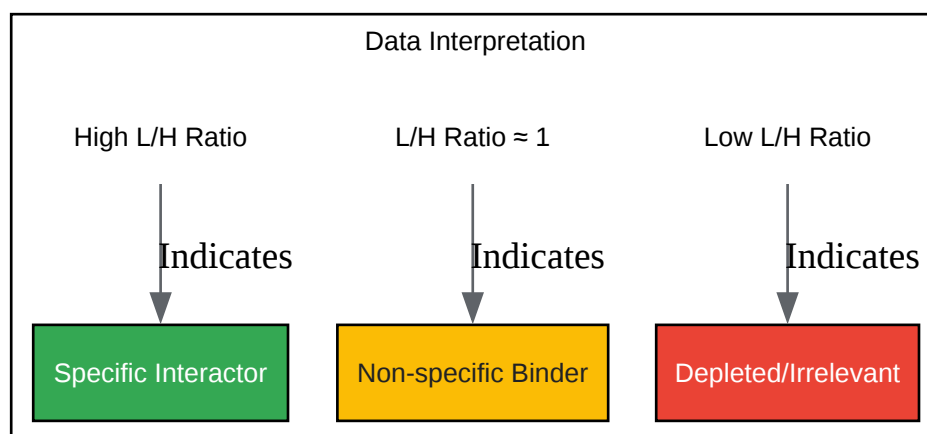 Data Interpretation
High L/H Ratio
L/H Ratio ≈ 1
Low L/H Ratio
Indicates
Indicates
Indicates
Specific Interactor
Non-specific Binder
Depleted/Irrelevant